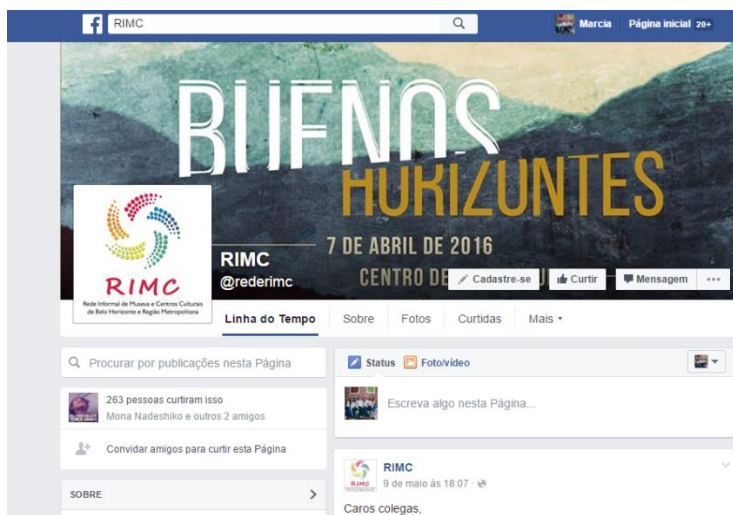 f RIMC Marcia Página inicial 20+
BUENOS
HORIZONTES
7 DE ABRIL DE 2016
CENTRO DE
RIMC
Rede Informal de Museus e Centros Culturais
de Belo Horizonte e Região Metropolitana
RIMC
@rederimc
Cadastre-se Curtir Mensagem •••
Linha do Tempo Sobre Fotos Curtidas Mais
Procurar por publicações nesta Página
263 pessoas curtiram isso
Mona Nadeshiko e outros 2 amigos
Convidar amigos para curtir esta Página
SOBRE
Status Foto/vídeo
Escreva algo nesta Página...
RIMC
RIMC
9 de maio às 18:07 ·
Caros colegas,